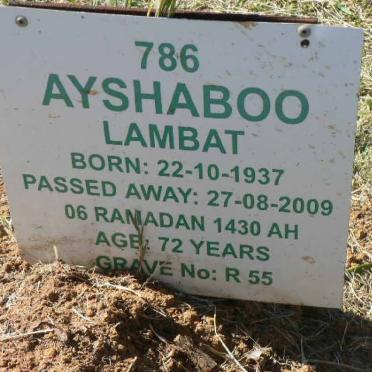 786
AYSHABOO
LAMBAT
BORN: 22-10-1937
PASSED AWAY: 27-08-2009
06 RAMADAN 1430 AH
AGE: 72 YEARS
GRAVE No: R 55